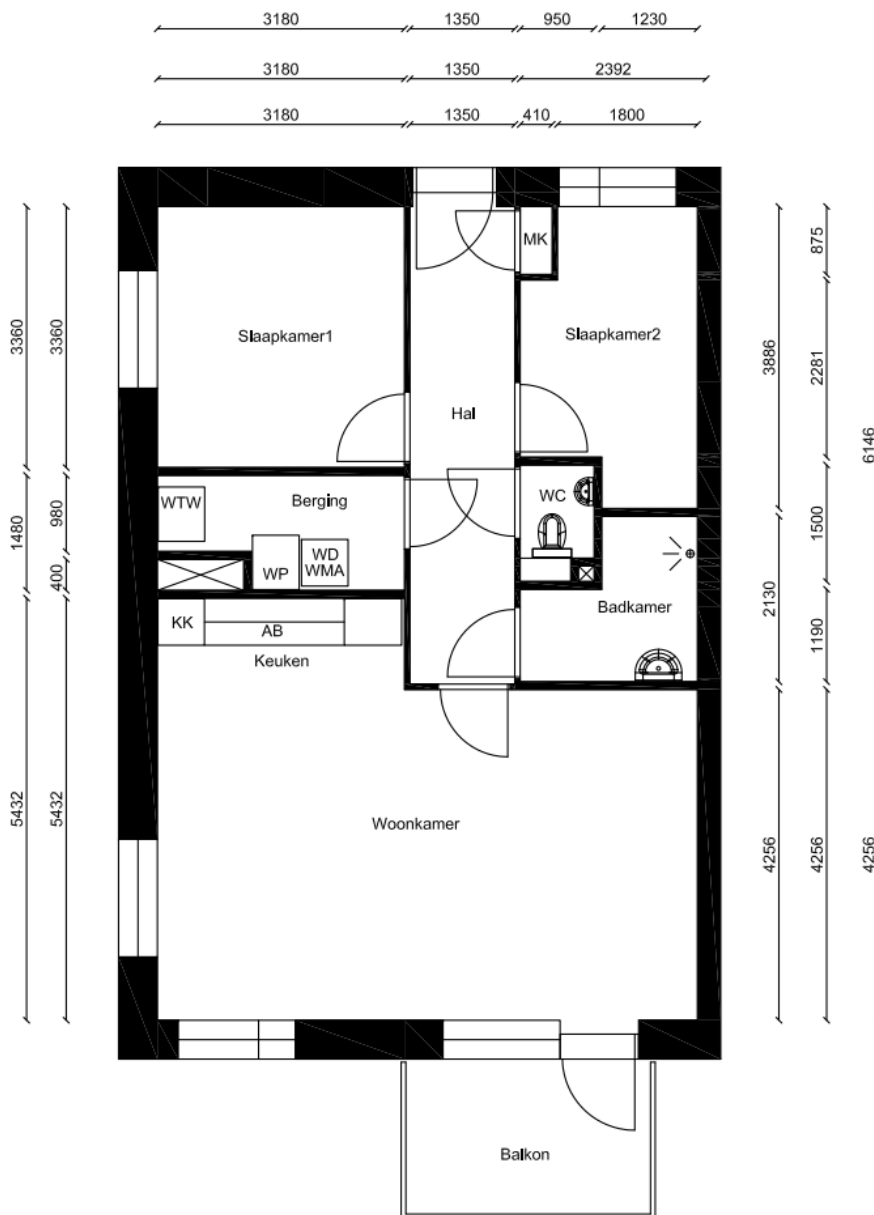 3180 1350 950 1230
3180 1350 2392
3180 1350 410 1800
MK
875
Slaapkamer1
Slaapkamer2
3360
3360
3886
2281
Hal
6146
WTW
Berging
WC
1480
980
WD
WMA
WP
1500
400
KK
AB
Keuken
Badkamer
2130
1190
5432
5432
Woonkamer
4256
4256
4256
Balkon